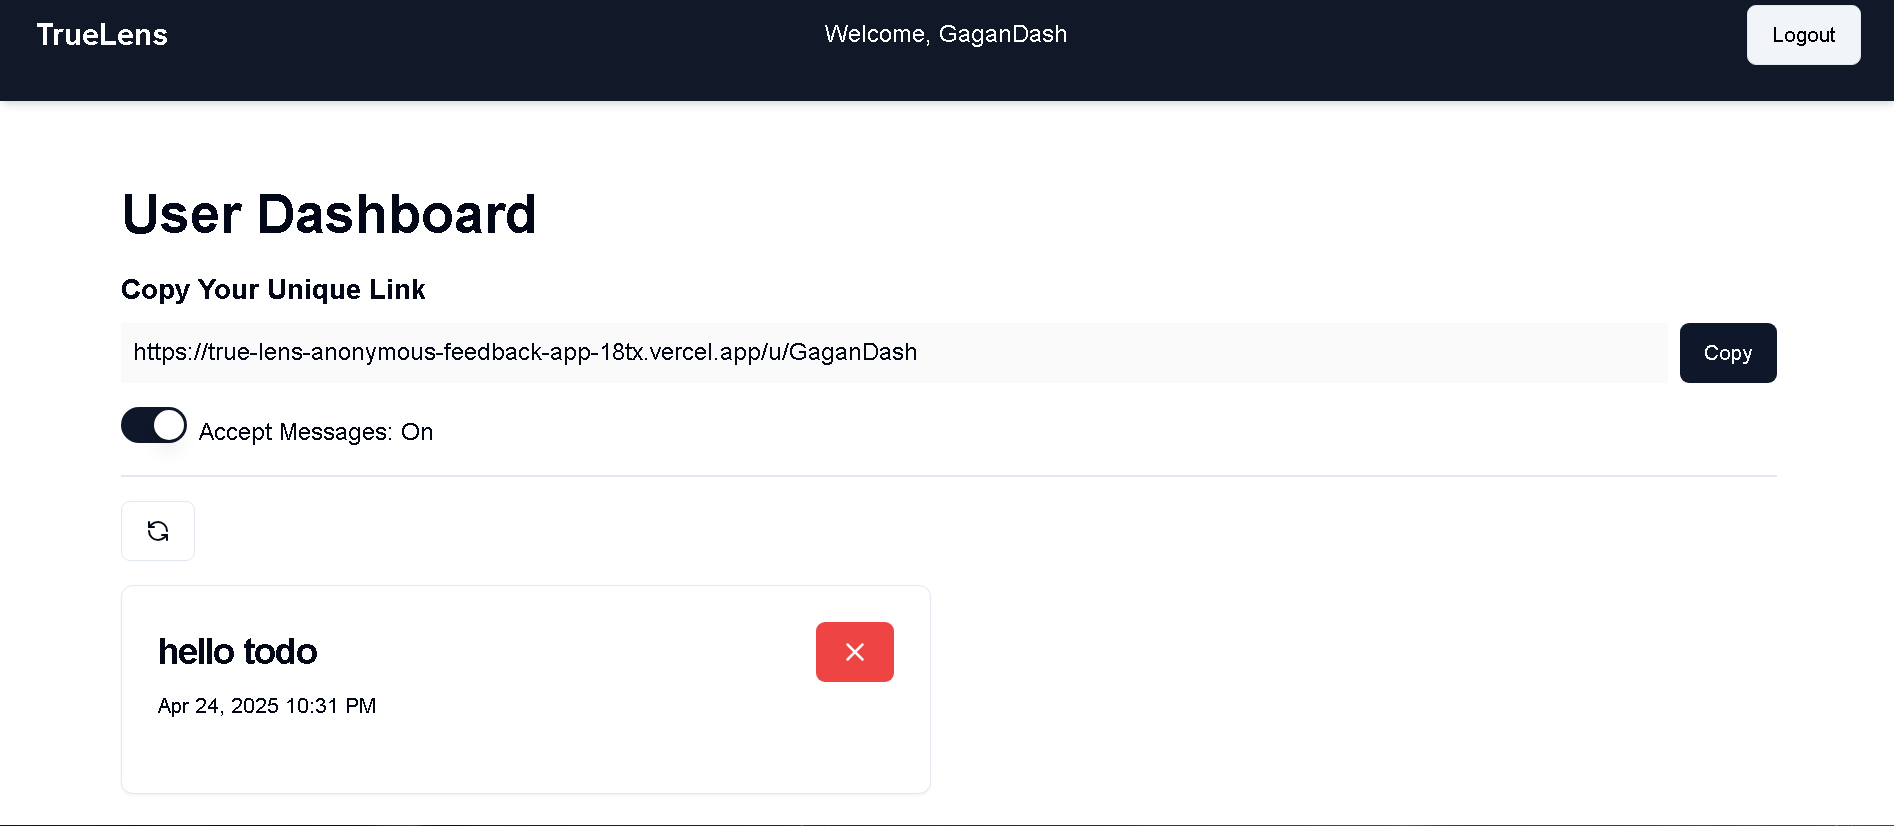 TrueLens
Welcome, GaganDash
Logout
User Dashboard
Copy Your Unique Link
https://true-lens-anonymous-feedback-app-18tx.vercel.app/u/GaganDash
Copy
Accept Messages: On
hello todo
Apr 24, 2025 10:31 PM